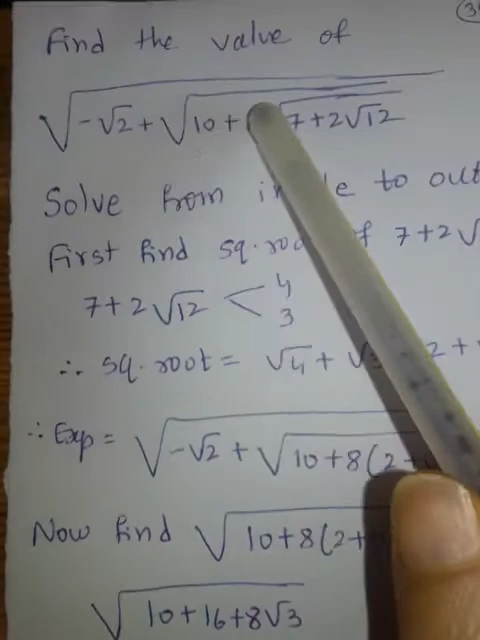 Find the value of
√-√2 + √10 + √7+2√12
Solve from to out
First find sq. 7+2√
7+2√12 < 4
3
∴ sq. root = √4 + √ 2 +
∴ Exp = √-√2 + √10+8(2+
Now find √10+8(2+
√10+16+8√3